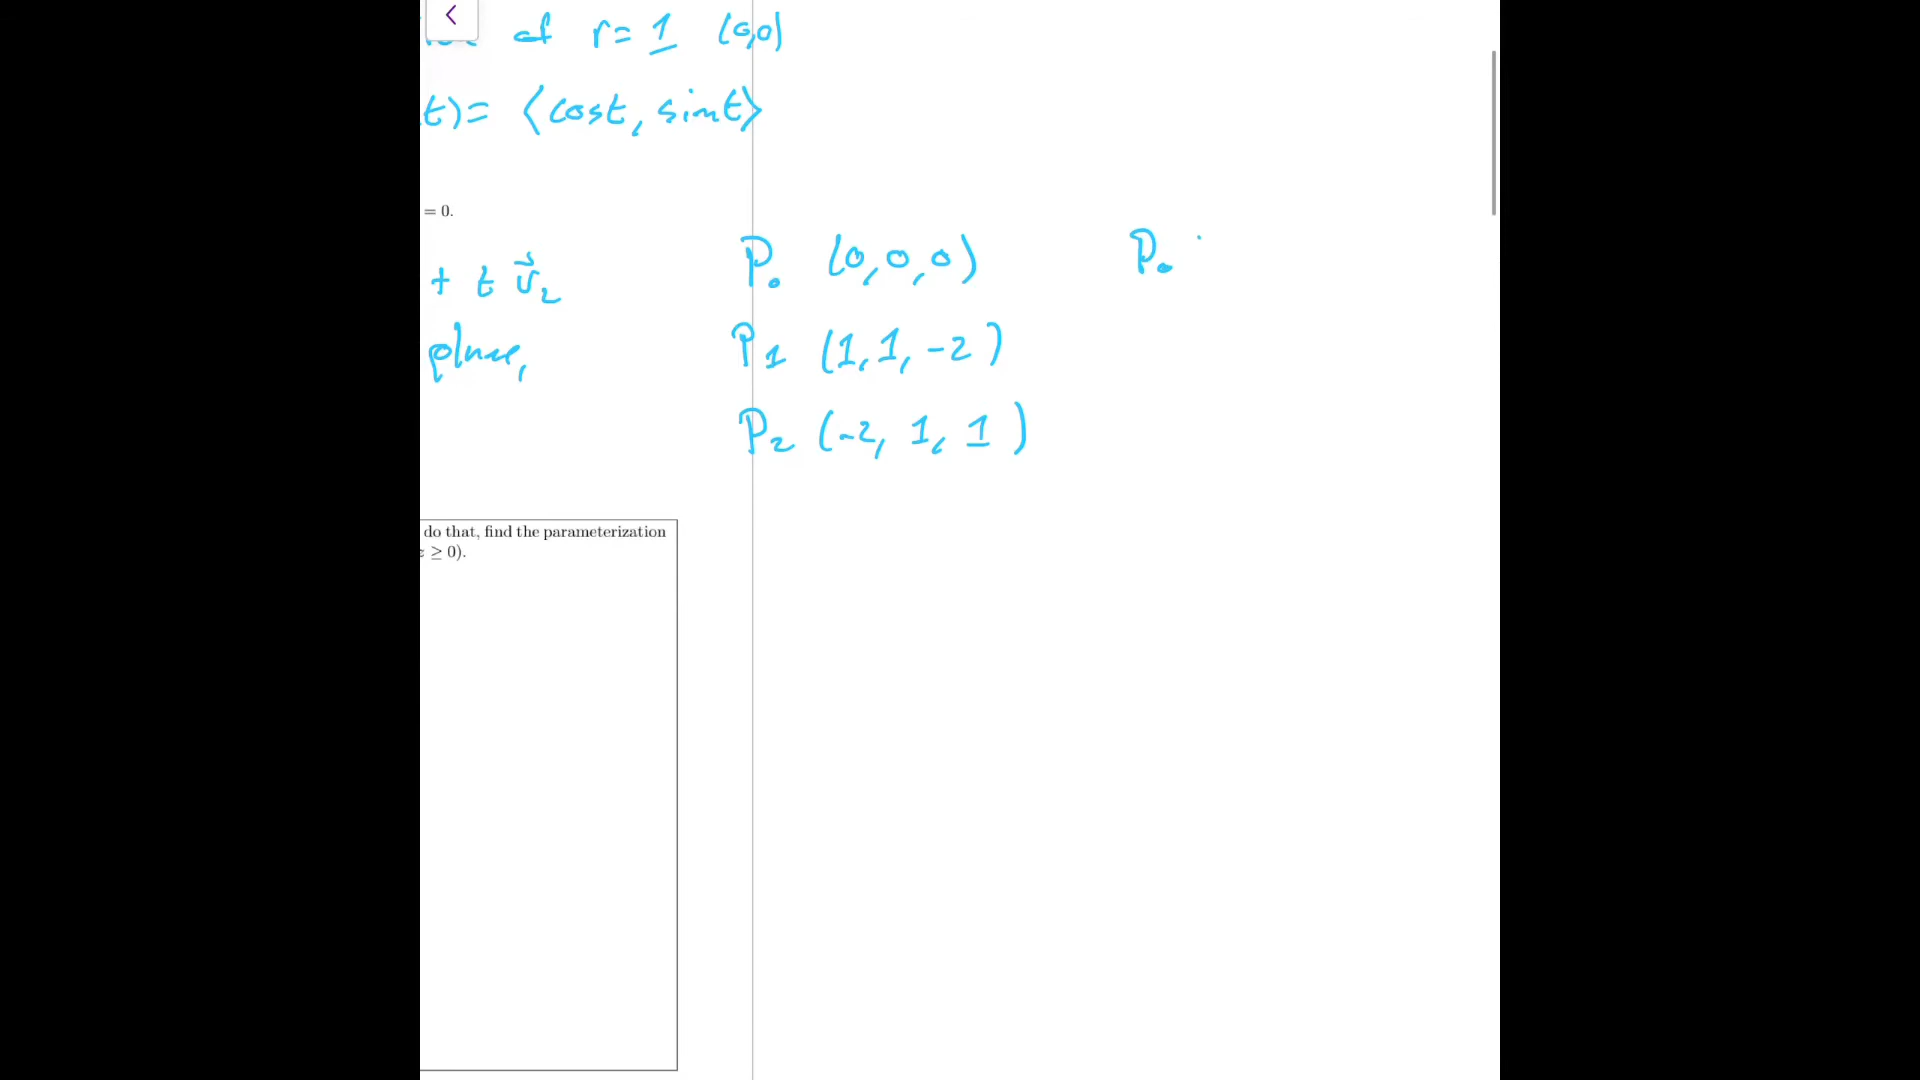 of r= 1 (0,0)
t)= ⟨cost, sint⟩
= 0.
P₀ (0,0,0) P₀
+ t v⃗₂
plane, P1 (1,1,-2)
P₂ (-2, 1, 1)
do that, find the parameterization
≥ 0).